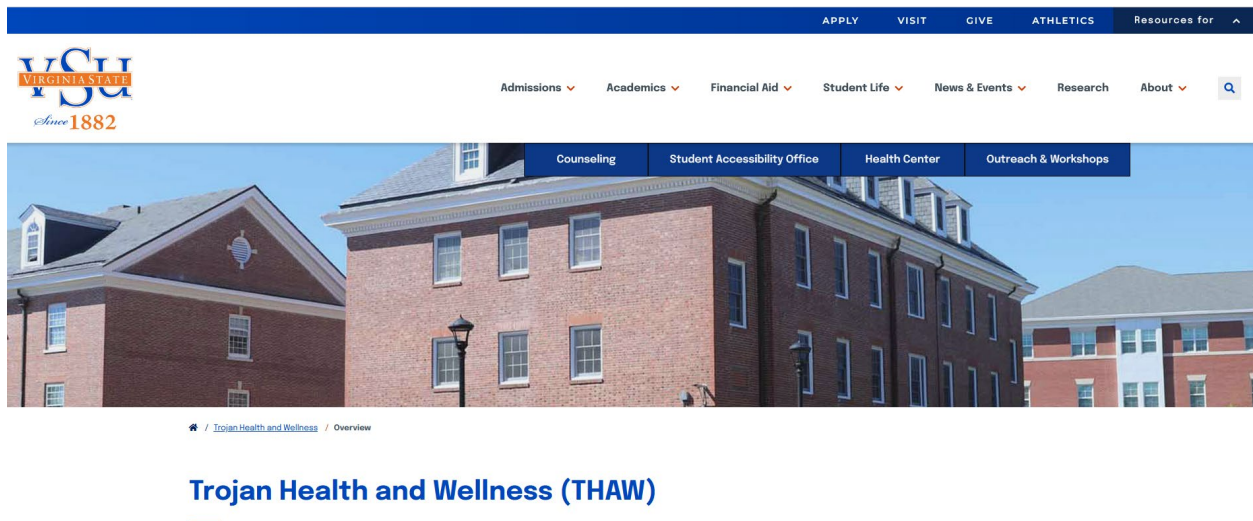 APPLY VISIT GIVE ATHLETICS Resources for
VSU
VIRGINIA STATE
Since 1882
Admissions Academics Financial Aid Student Life News & Events Research About
Counseling Student Accessibility Office Health Center Outreach & Workshops
/ Trojan Health and Wellness / Overview
Trojan Health and Wellness (THAW)